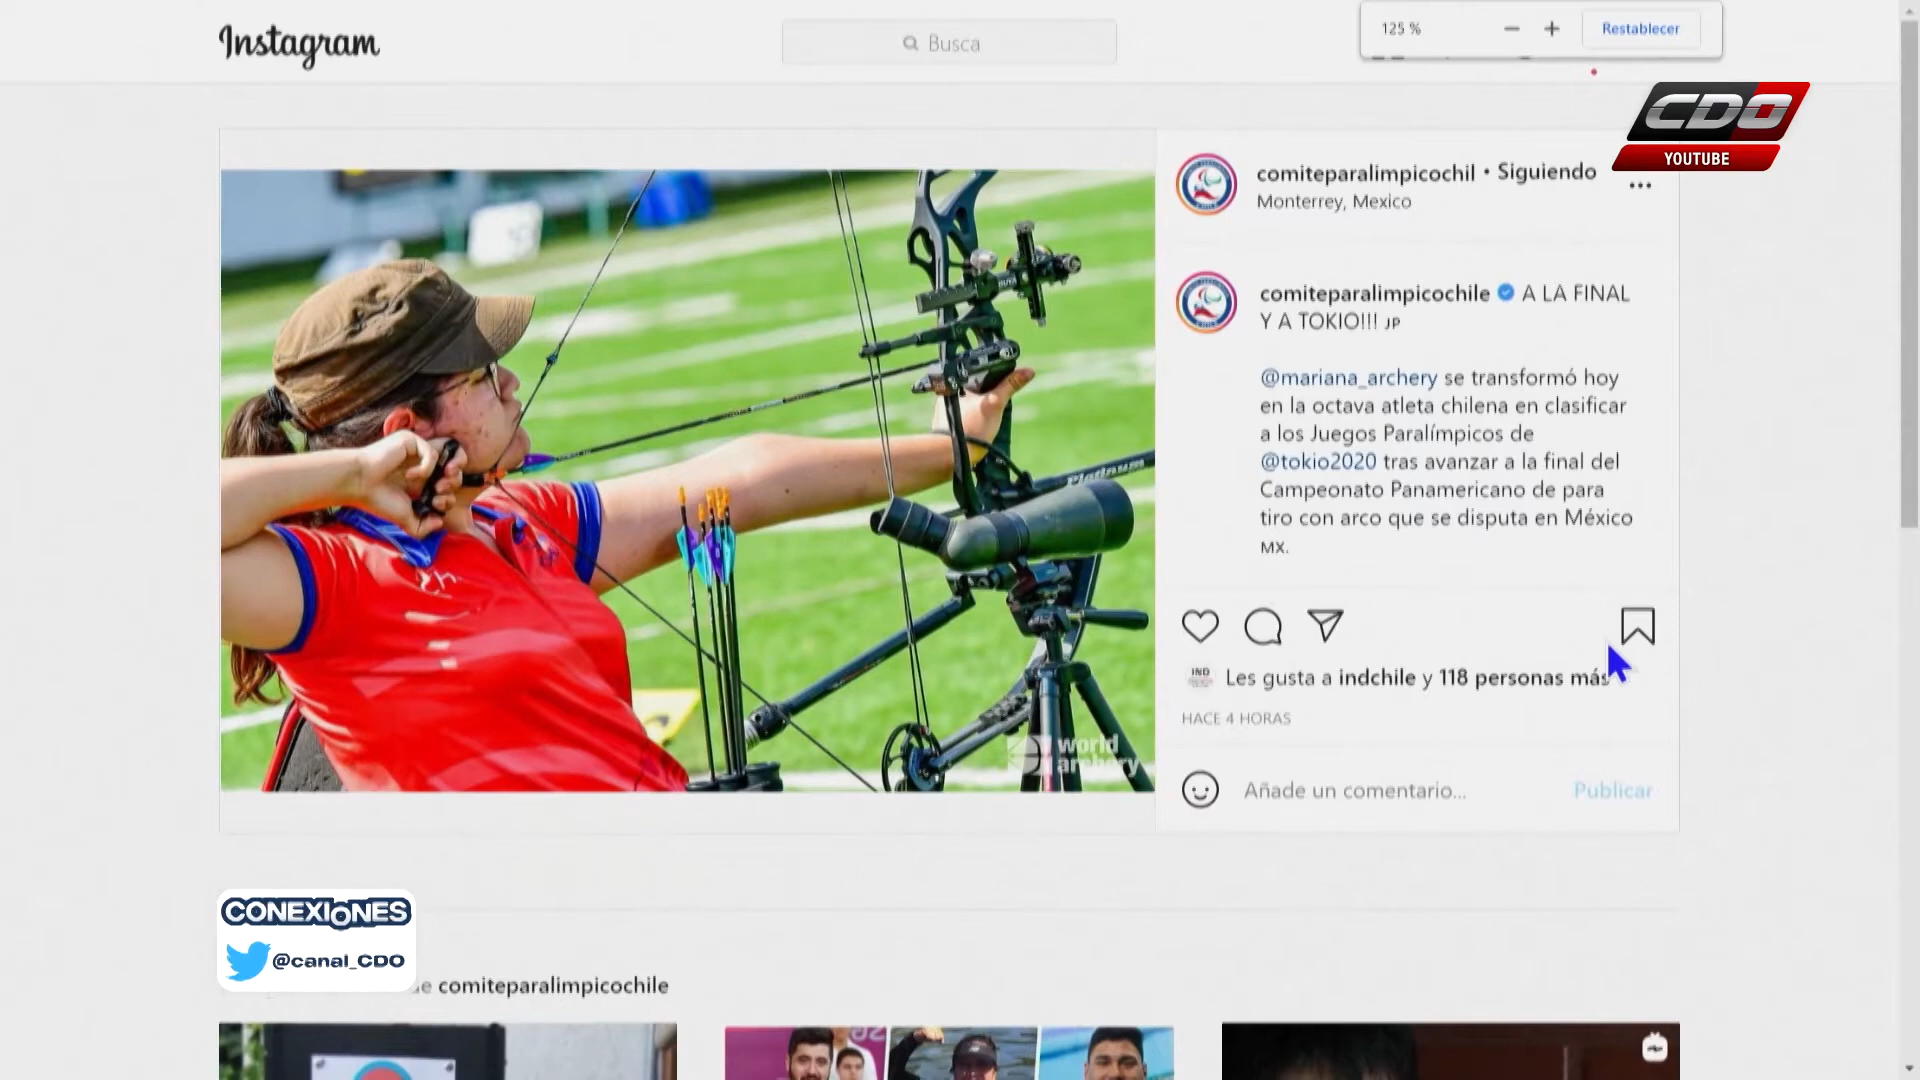 Instagram
Busca
125 %
Restablecer
CDO
YOUTUBE
comiteparalimpicochil • Siguiendo
Monterrey, Mexico
comiteparalimpicochile A LA FINAL
Y A TOKIO!!! JP
@mariana_archery se transformó hoy
en la octava atleta chilena en clasificar
a los Juegos Paralímpicos de
@tokio2020 tras avanzar a la final del
Campeonato Panamericano de para
tiro con arco que se disputa en México
MX.
Platinum
world
archery
IND
Les gusta a indchile y 118 personas más
HACE 4 HORAS
Añade un comentario...
Publicar
CONEXIONES
@canal_CDO
de comiteparalimpicochile